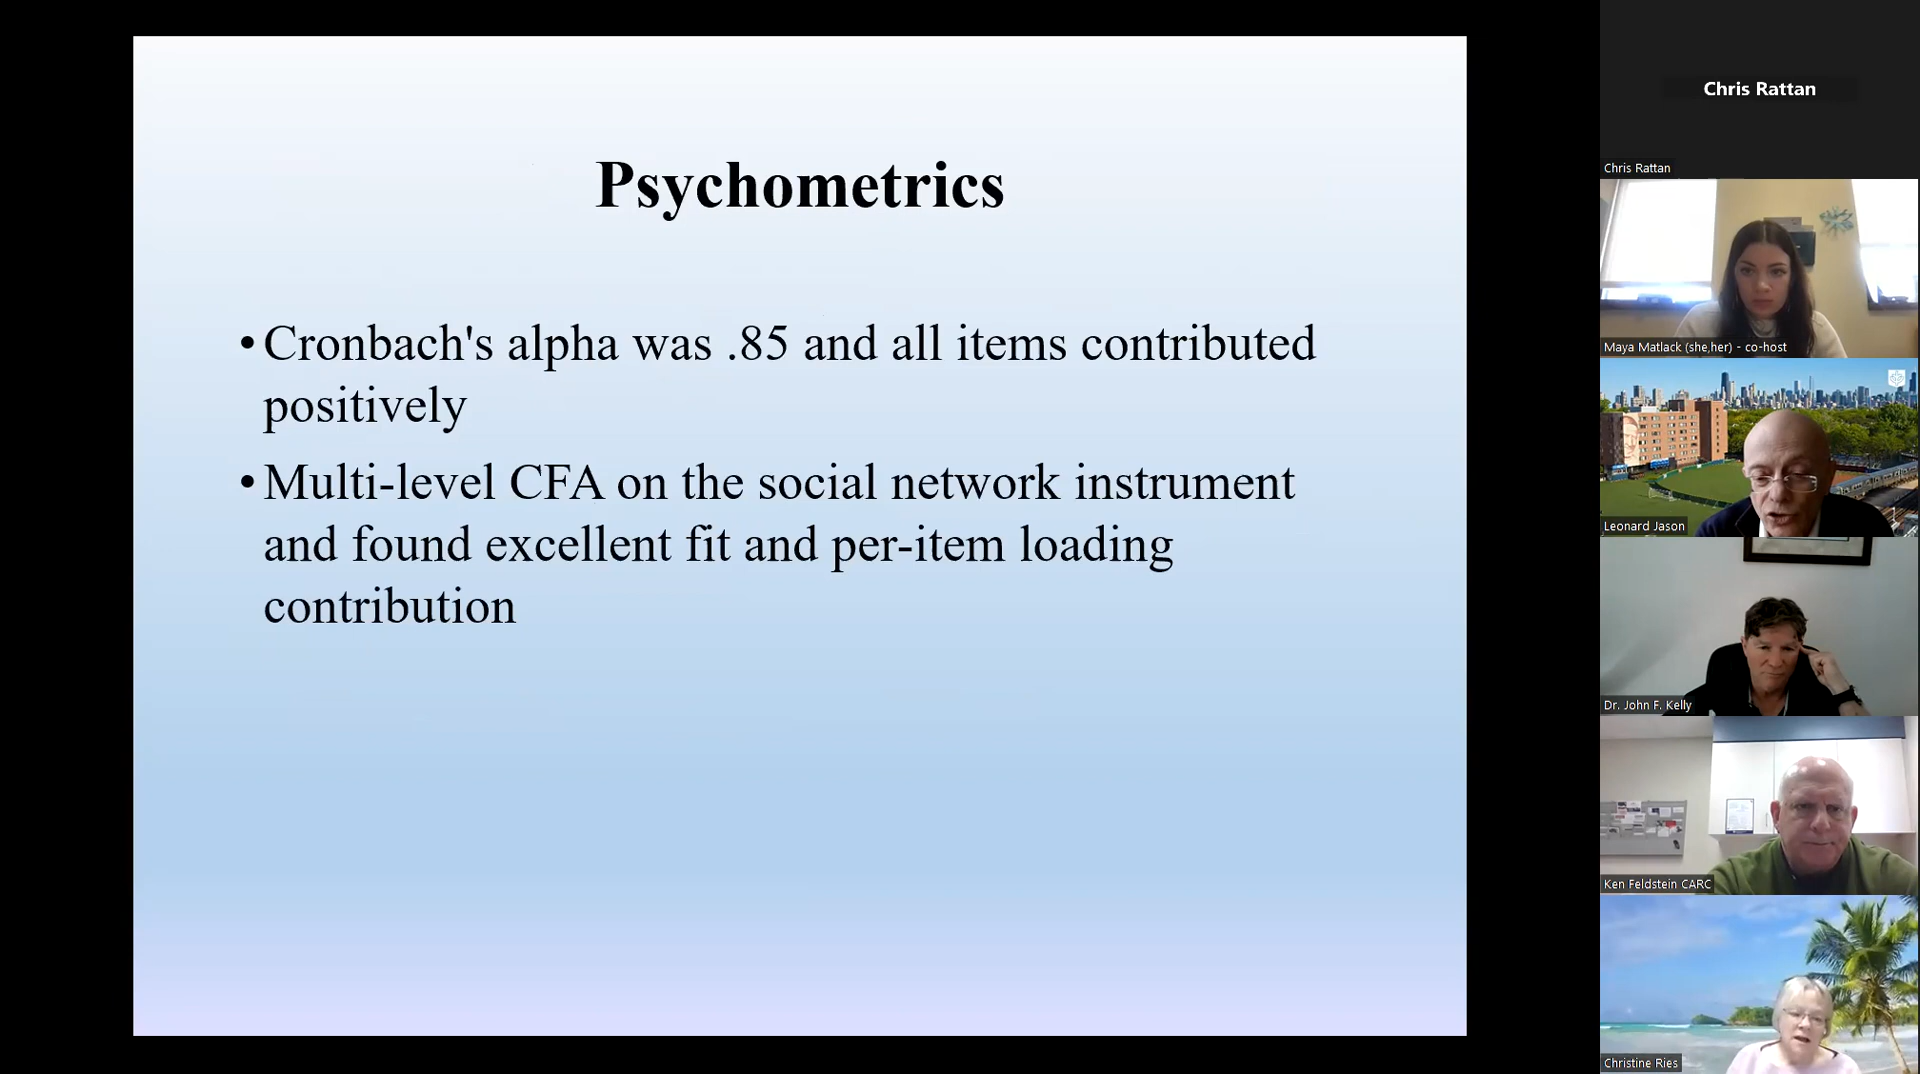 Psychometrics
•Cronbach's alpha was .85 and all items contributed
positively
•Multi-level CFA on the social network instrument
and found excellent fit and per-item loading
contribution
Chris Rattan
Chris Rattan
Maya Matlack (she,her) - co-host
Leonard Jason
Dr. John F. Kelly
Ken Feldstein CARC
Christine Ries